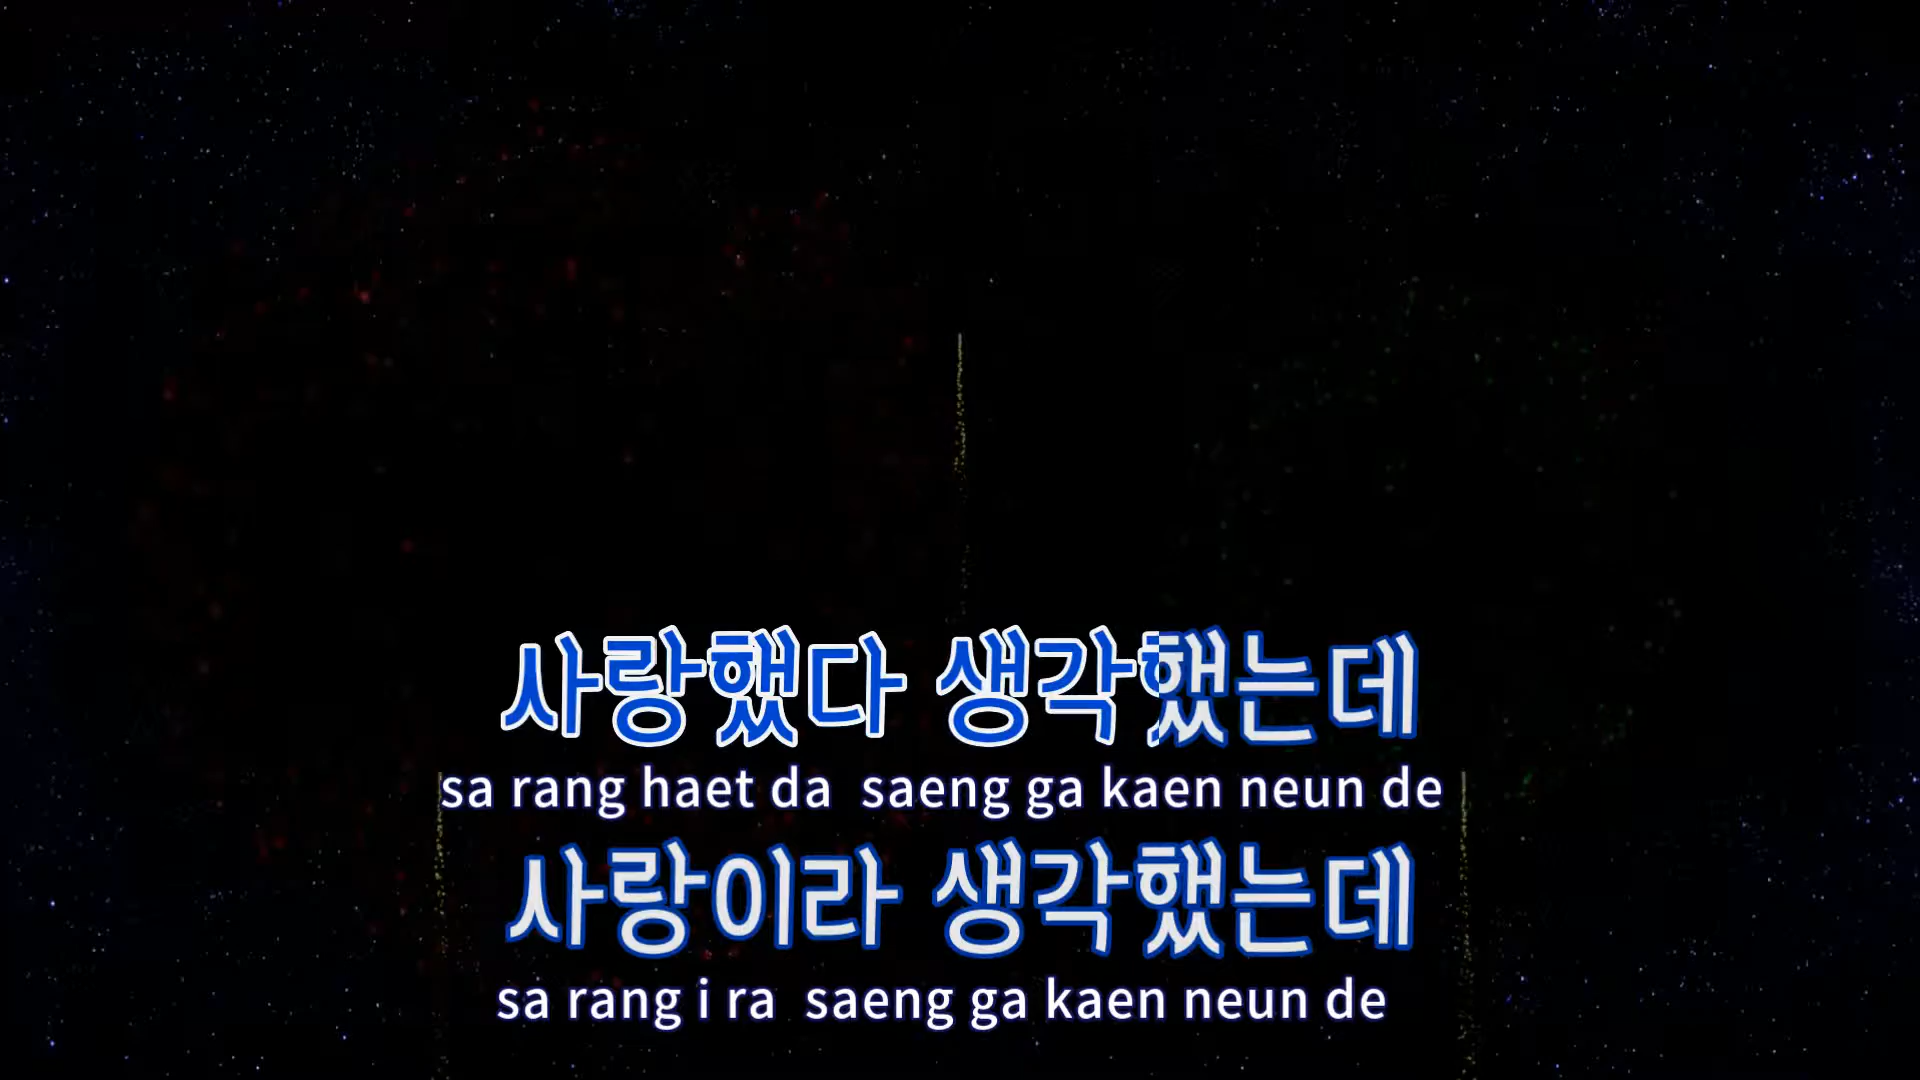 사랑했다 생각했는데
sa rang haet da saeng ga kaen neun de
사랑이라 생각했는데
sa rang i ra saeng ga kaen neun de